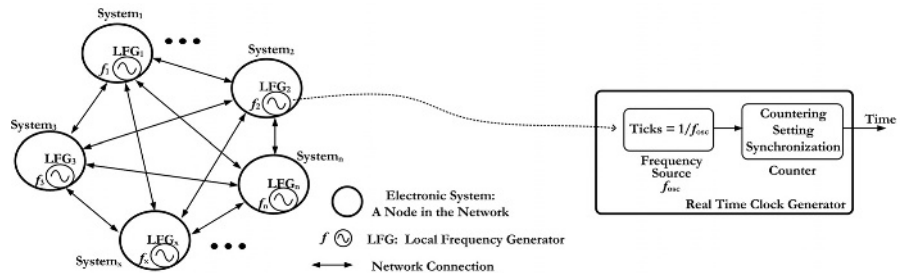 System₁
LFG₁
f₁
System₂
LFG₂
f₂
System₃
LFG₃
f₃
Systemₙ
LFGₙ
fₙ
Systemₓ
LFGₓ
fₓ
Electronic System:
A Node in the Network
f LFG: Local Frequency Generator
Network Connection
Ticks = 1/fosc
Frequency
Source
fosc
Countering
Setting
Synchronization
Counter
Time
Real Time Clock Generator